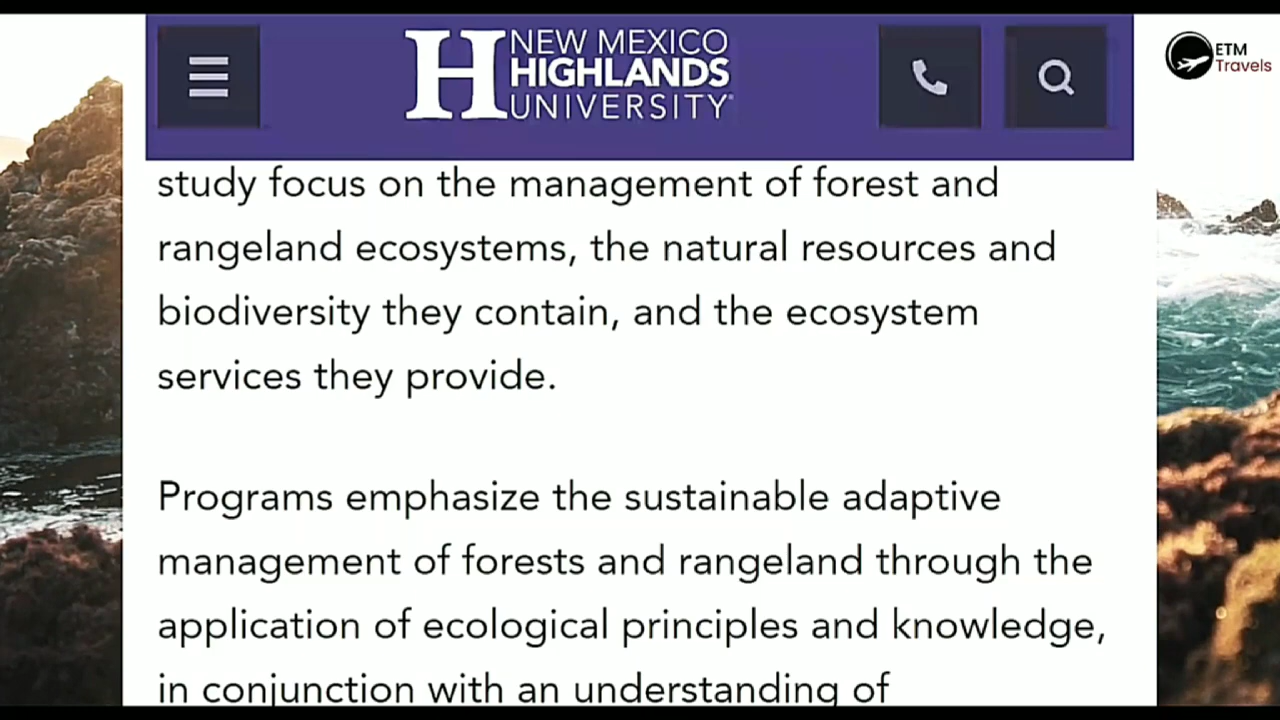 NEW MEXICO
HIGHLANDS
UNIVERSITY
ETM
Travels
study focus on the management of forest and
rangeland ecosystems, the natural resources and
biodiversity they contain, and the ecosystem
services they provide.
Programs emphasize the sustainable adaptive
management of forests and rangeland through the
application of ecological principles and knowledge,
in conjunction with an understanding of